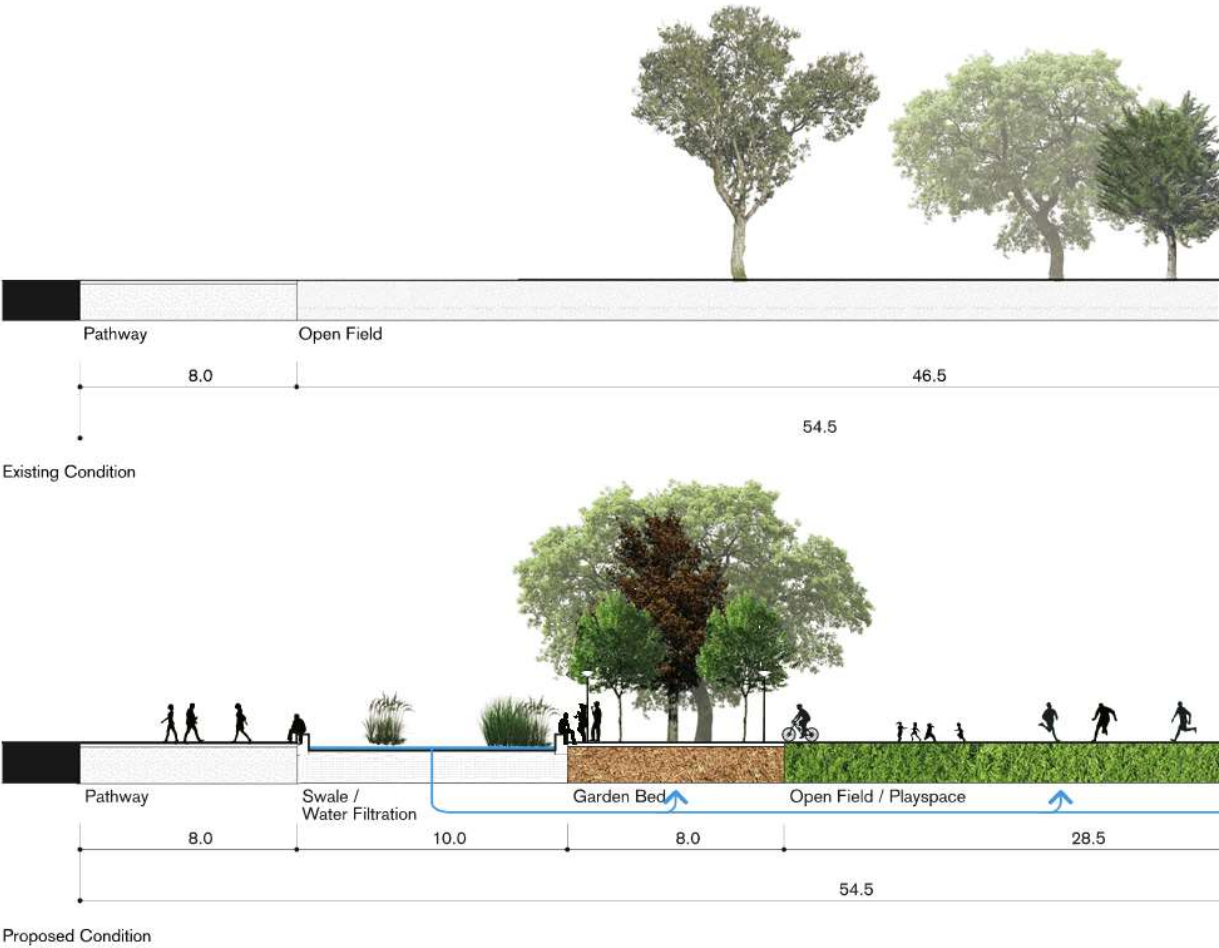 Pathway
Open Field
8.0
46.5
54.5
Existing Condition
Pathway
Swale /
Water Filtration
Garden Bed
Open Field / Playspace
8.0
10.0
8.0
28.5
54.5
Proposed Condition